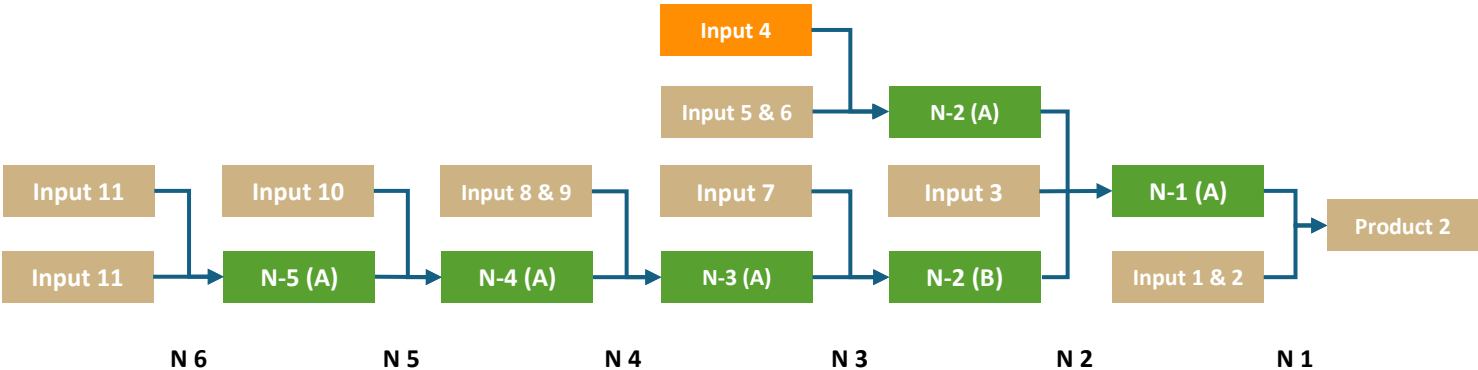 Input 4
Input 5 & 6
N-2 (A)
Input 11
Input 10
Input 8 & 9
Input 7
Input 3
N-1 (A)
Product 2
Input 11
N-5 (A)
N-4 (A)
N-3 (A)
N-2 (B)
Input 1 & 2
N 6
N 5
N 4
N 3
N 2
N 1